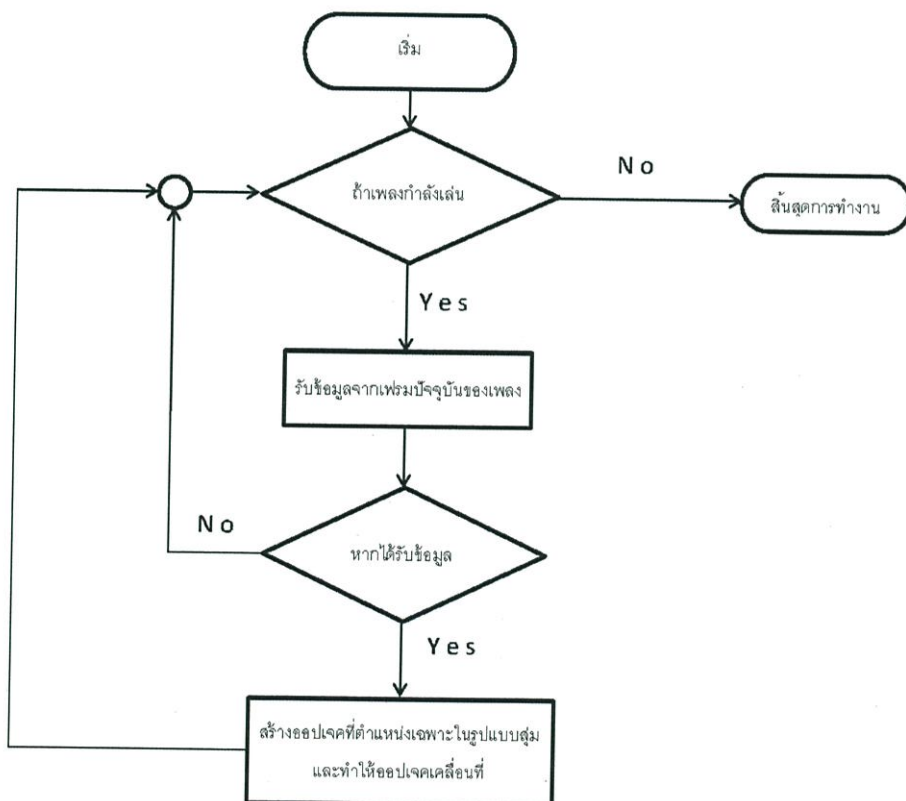 เริ่ม
ถ้าเพลงกำลังเล่น
No
สิ้นสุดการทำงาน
Yes
รับข้อมูลจากเฟรมปัจจุบันของเพลง
No
หากได้รับข้อมูล
Yes
สร้างออปเจคที่ตำแหน่งเฉพาะในรูปแบบสุ่ม
และทำให้ออปเจคเคลื่อนที่